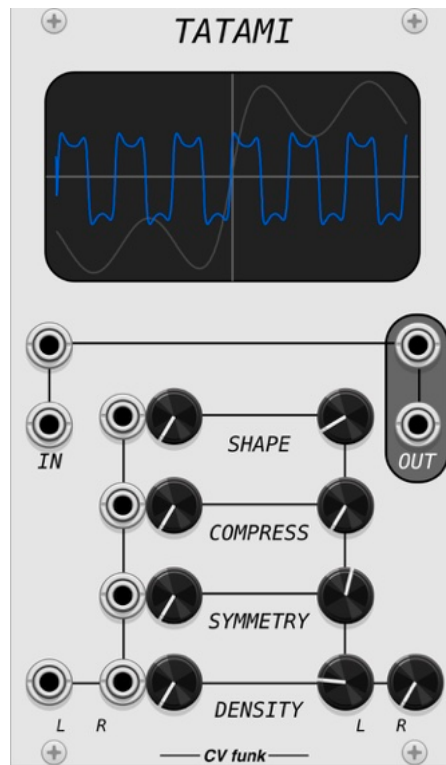 TATAMI
SHAPE
IN
OUT
COMPRESS
SYMMETRY
DENSITY
L R
L R
CV funk